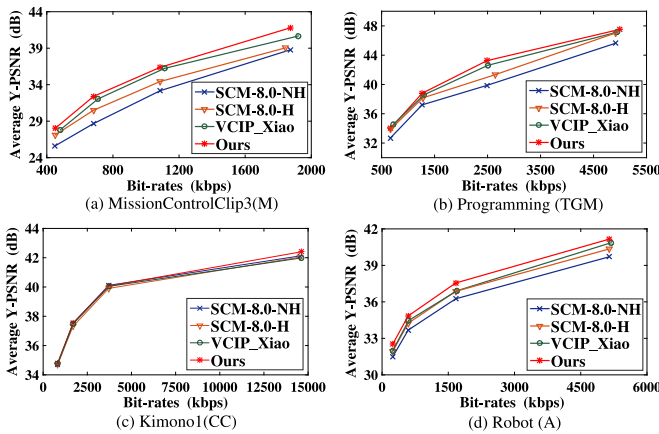 Average Y-PSNR (dB)
44
39
34
29
24
400
800
1200
1600
2000
SCM-8.0-NH
SCM-8.0-H
VCIP_Xiao
Ours
Bit-rates (kbps)
(a) MissionControlClip3(M)
Average Y-PSNR (dB)
48
44
40
36
32
500
1400
2300
3200
4100
5000
5500
SCM-8.0-NH
SCM-8.0-H
VCIP_Xiao
Ours
Bit-rates (kbps)
(b) Programming (TGM)
Average Y-PSNR (dB)
44
42
40
38
36
34
0
2500
5000
7500
10000
12500
15000
SCM-8.0-NH
SCM-8.0-H
VCIP_Xiao
Ours
Bit-rates (kbps)
(c) Kimono1(CC)
Average Y-PSNR (dB)
42
39
36
33
30
0
1500
3000
4500
6000
SCM-8.0-NH
SCM-8.0-H
VCIP_Xiao
Ours
Bit-rates (kbps)
(d) Robot (A)